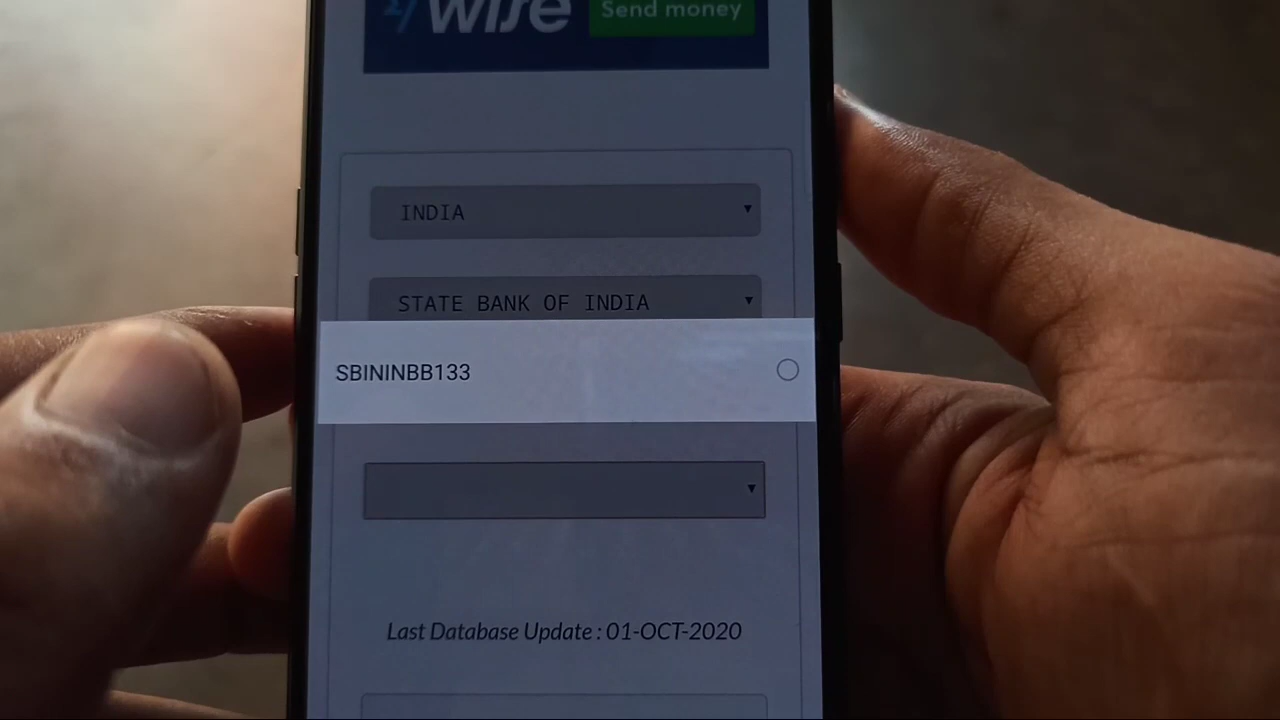 wise
Send money
INDIA
STATE BANK OF INDIA
SBININBB133
Last Database Update : 01-OCT-2020